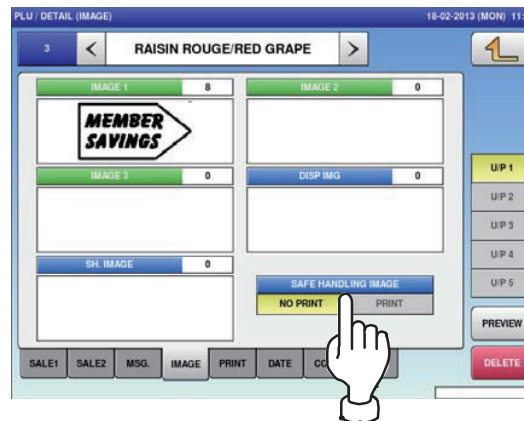 PLU / DETAIL (IMAGE) 18-02-2013 (MON) 11:
3 < RAISIN ROUGE/RED GRAPE >
IMAGE 1 8 IMAGE 2 0
MEMBER
SAVINGS
IMAGE 3 0 DISP IMG 0
SH. IMAGE 0
SAFE HANDLING IMAGE
NO PRINT PRINT
SALE1 SALE2 MSG. IMAGE PRINT DATE
U/P 1
U/P 2
U/P 3
U/P 4
U/P 5
PREVIEW
DELETE